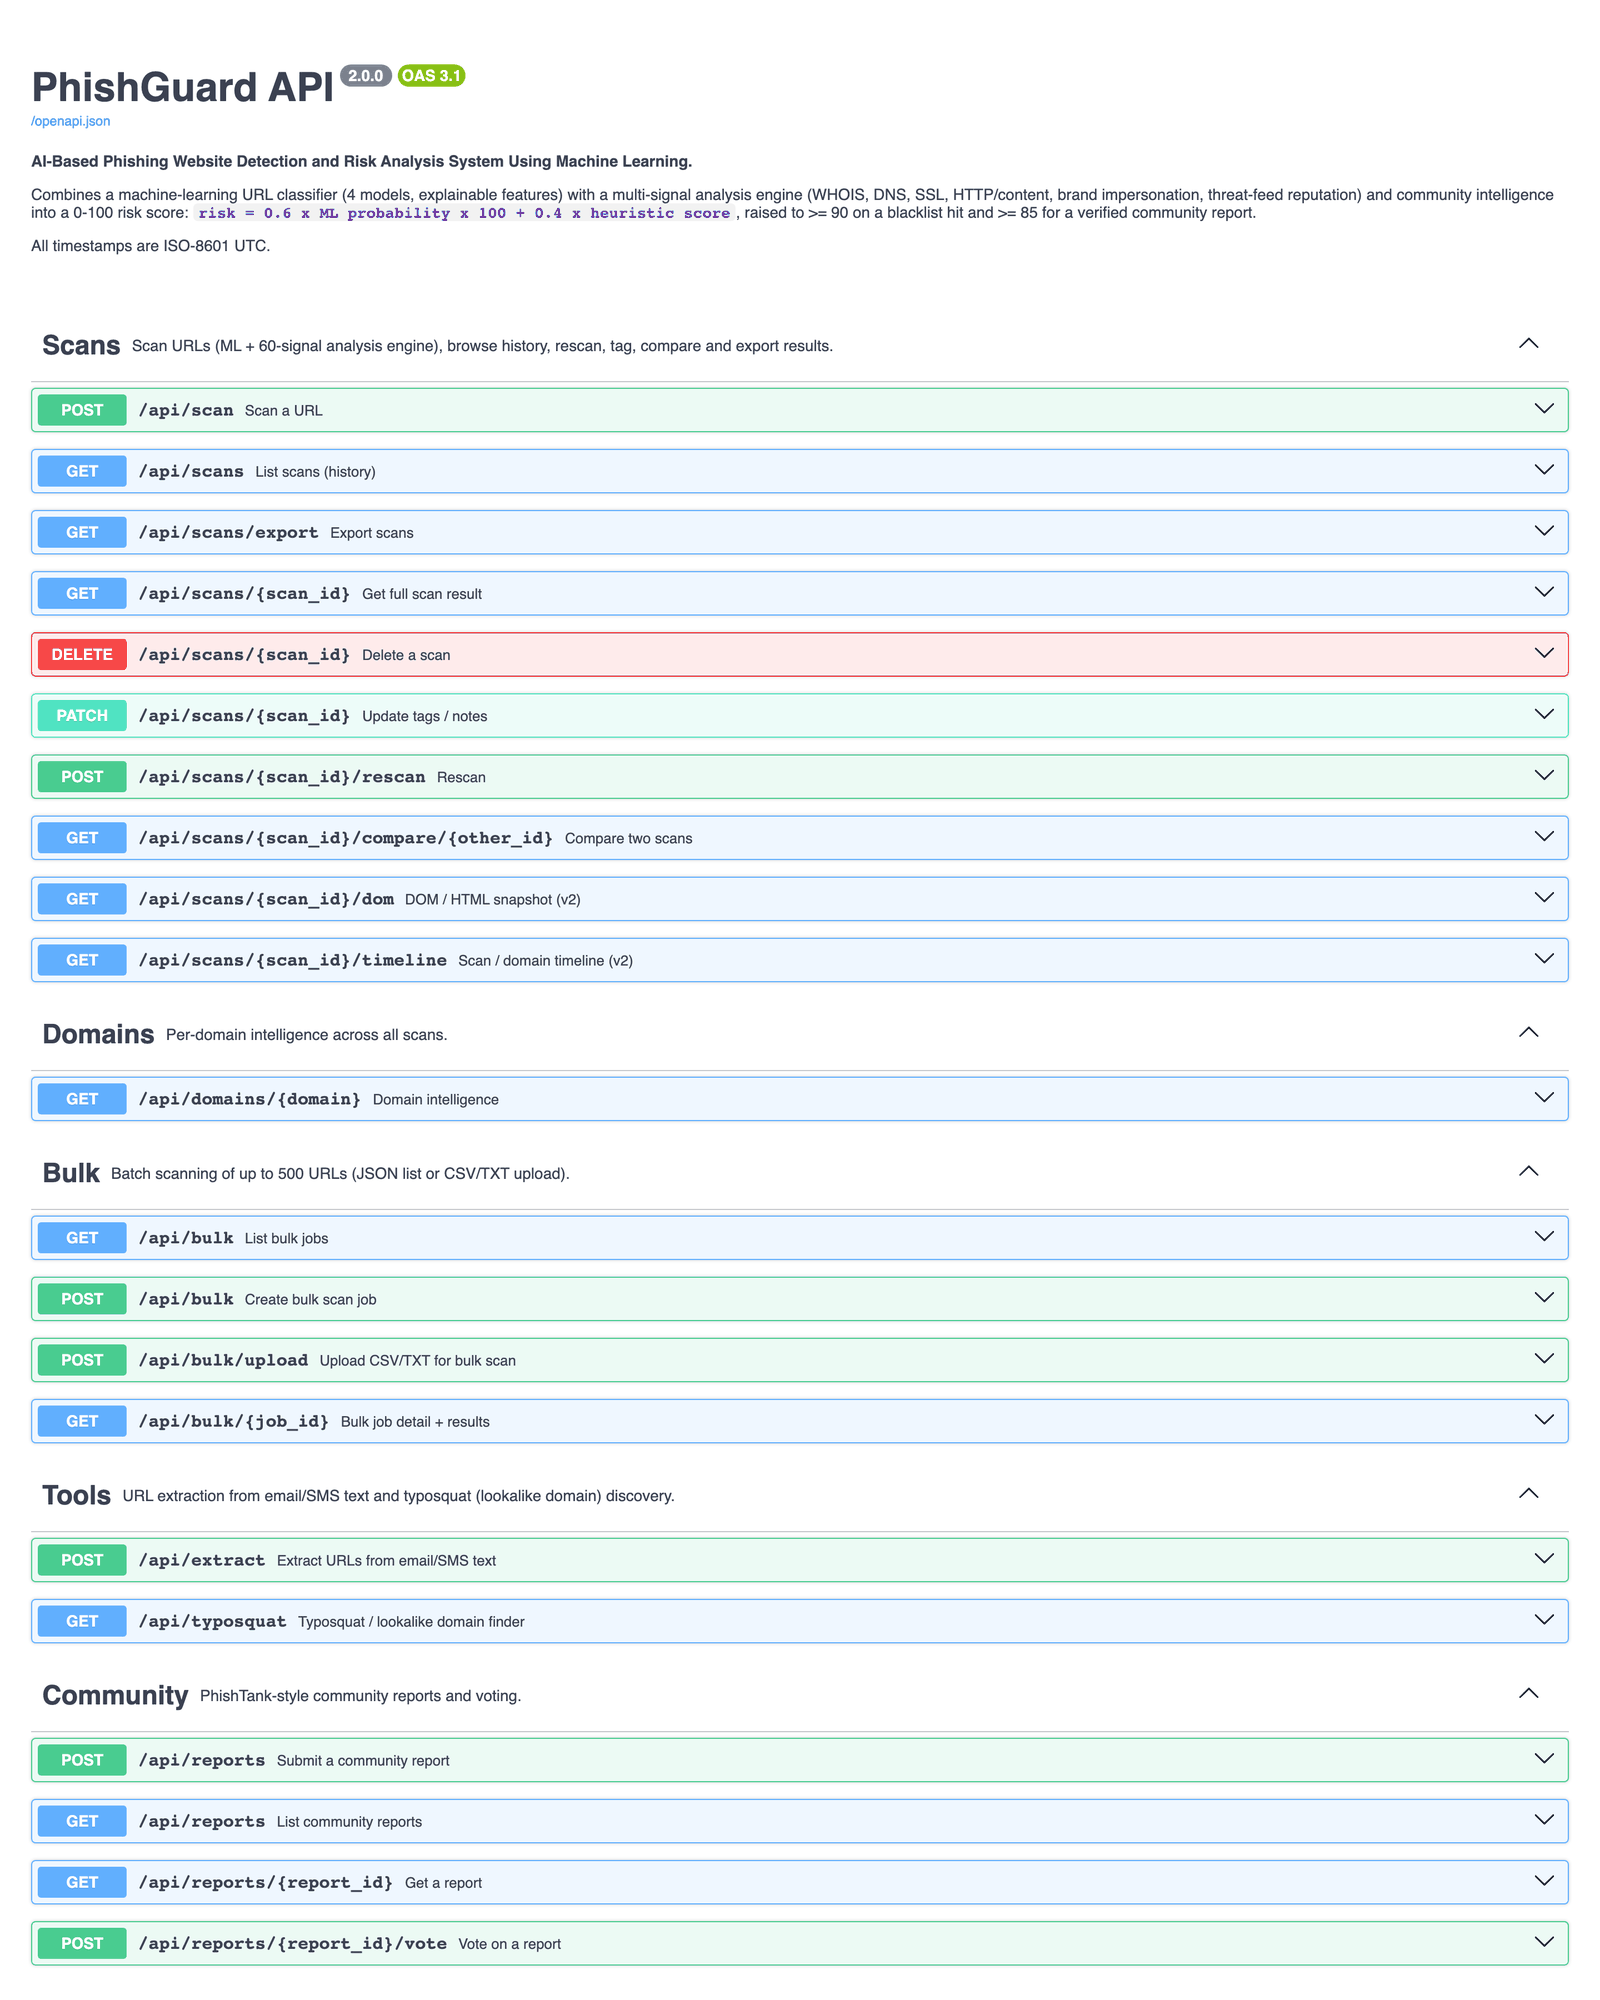 PhishGuard API 2.0.0 OAS 3.1
/openapi.json
AI-Based Phishing Website Detection and Risk Analysis System Using Machine Learning.
Combines a machine-learning URL classifier (4 models, explainable features) with a multi-signal analysis engine (WHOIS, DNS, SSL, HTTP/content, brand impersonation, threat-feed reputation) and community intelligence
into a 0-100 risk score: risk = 0.6 x ML probability x 100 + 0.4 x heuristic score, raised to >= 90 on a blacklist hit and >= 85 for a verified community report.
All timestamps are ISO-8601 UTC.
Scans Scan URLs (ML + 60-signal analysis engine), browse history, rescan, tag, compare and export results.
POST /api/scan Scan a URL
GET /api/scans List scans (history)
GET /api/scans/export Export scans
GET /api/scans/{scan_id} Get full scan result
DELETE /api/scans/{scan_id} Delete a scan
PATCH /api/scans/{scan_id} Update tags / notes
POST /api/scans/{scan_id}/rescan Rescan
GET /api/scans/{scan_id}/compare/{other_id} Compare two scans
GET /api/scans/{scan_id}/dom DOM / HTML snapshot (v2)
GET /api/scans/{scan_id}/timeline Scan / domain timeline (v2)
Domains Per-domain intelligence across all scans.
GET /api/domains/{domain} Domain intelligence
Bulk Batch scanning of up to 500 URLs (JSON list or CSV/TXT upload).
GET /api/bulk List bulk jobs
POST /api/bulk Create bulk scan job
POST /api/bulk/upload Upload CSV/TXT for bulk scan
GET /api/bulk/{job_id} Bulk job detail + results
Tools URL extraction from email/SMS text and typosquat (lookalike domain) discovery.
POST /api/extract Extract URLs from email/SMS text
GET /api/typosquat Typosquat / lookalike domain finder
Community PhishTank-style community reports and voting.
POST /api/reports Submit a community report
GET /api/reports List community reports
GET /api/reports/{report_id} Get a report
POST /api/reports/{report_id}/vote Vote on a report